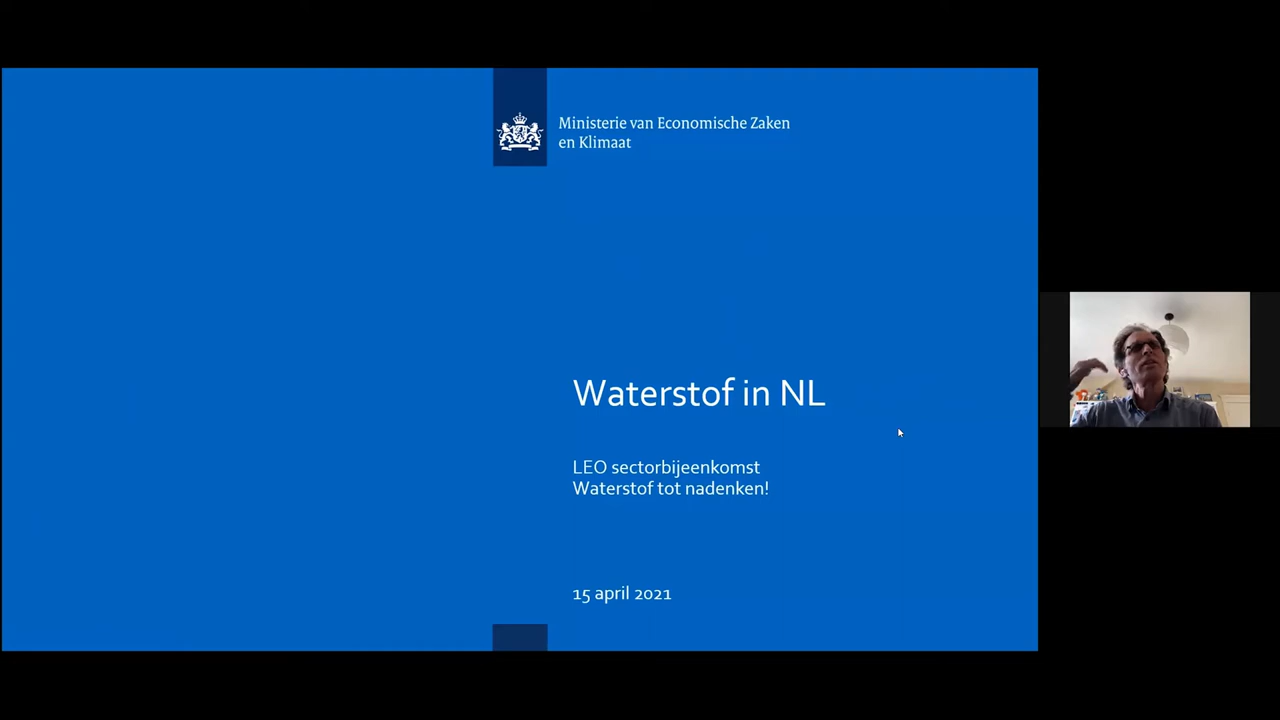 Ministerie van Economische Zaken
en Klimaat
Waterstof in NL
LEO sectorbijeenkomst
Waterstof tot nadenken!
15 april 2021